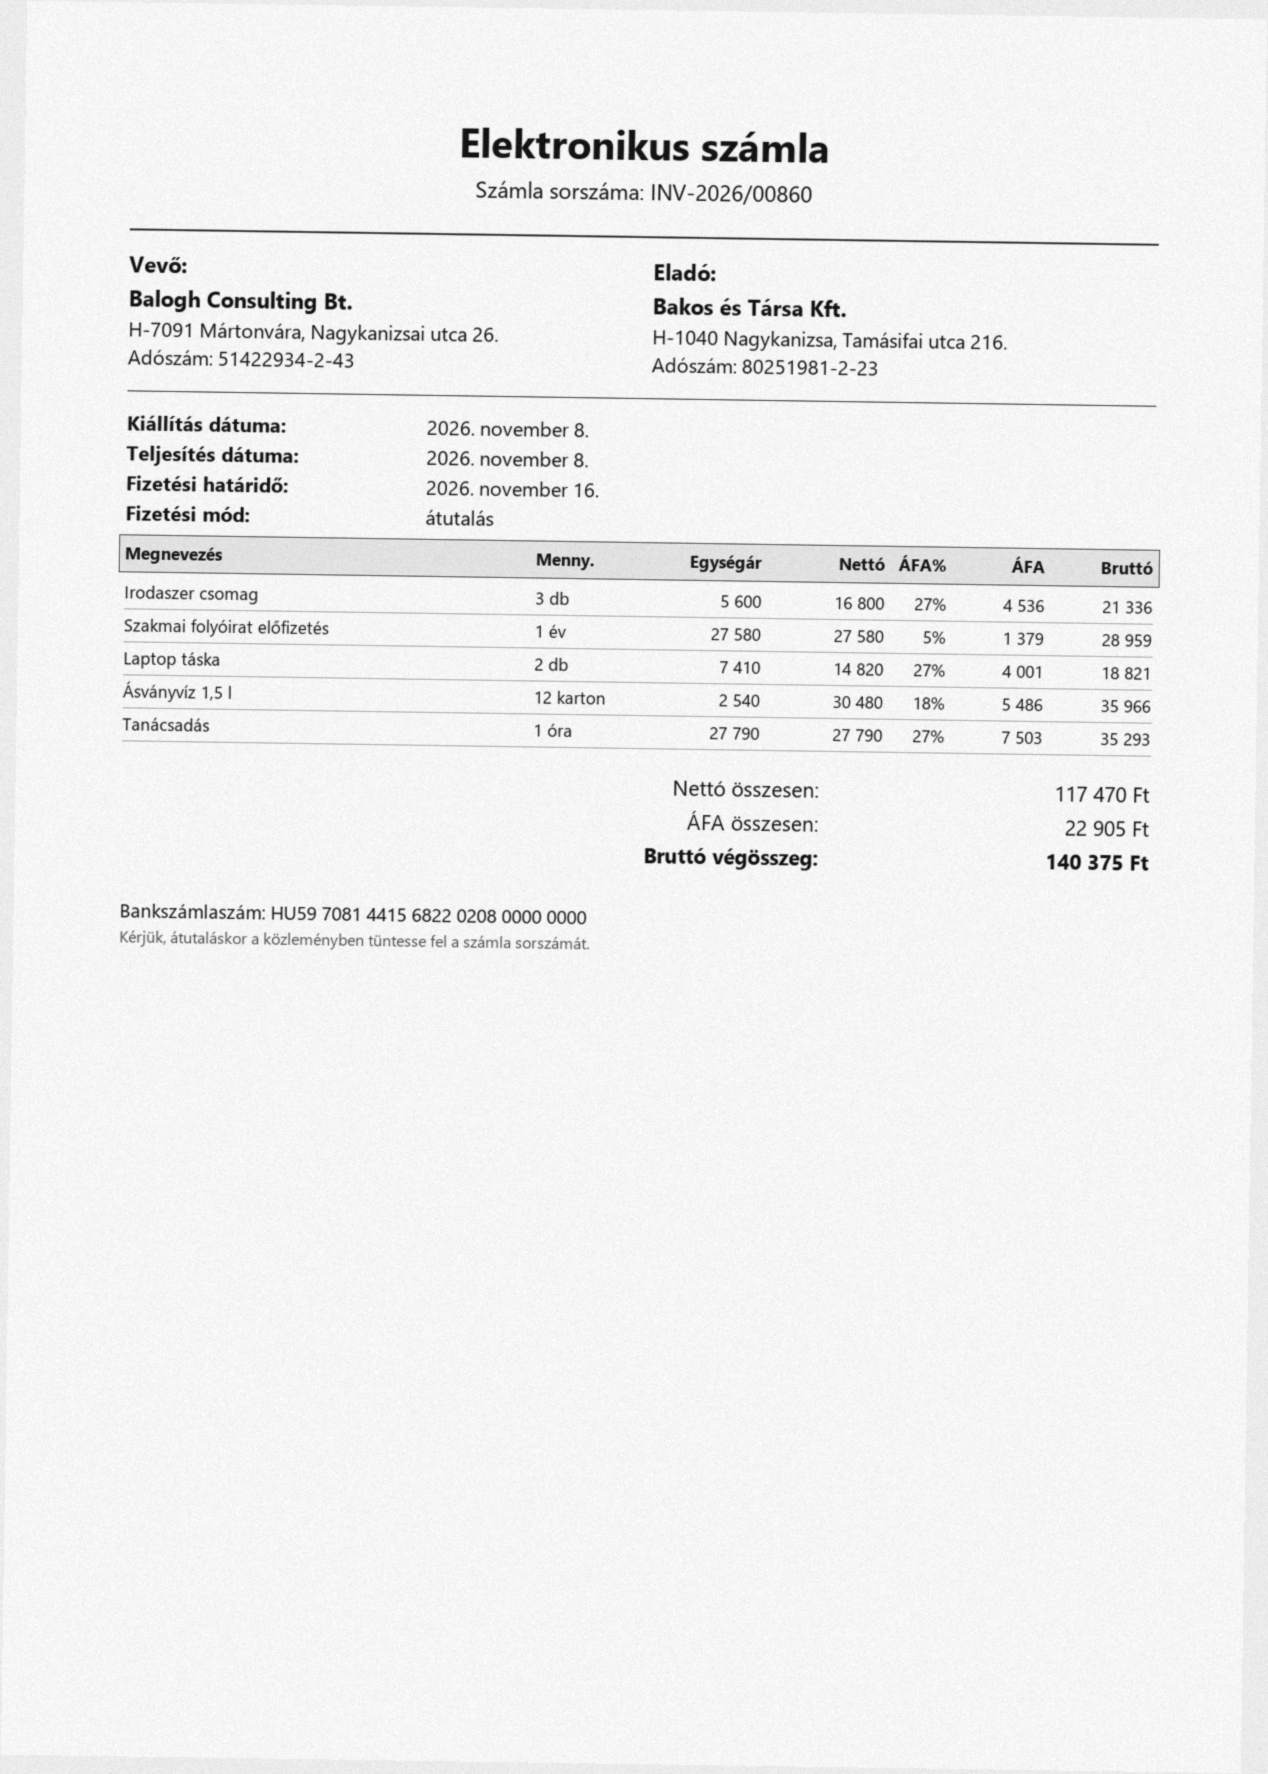 Elektronikus számla
Számla sorszáma: INV-2026/00860
Vevő:
Balogh Consulting Bt.
H-7091 Mártonvára, Nagykanizsai utca 26.
Adószám: 51422934-2-43
Eladó:
Bakos és Társa Kft.
H-1040 Nagykanizsa, Tamásifai utca 216.
Adószám: 80251981-2-23
Kiállítás dátuma: 2026. november 8.
Teljesítés dátuma: 2026. november 8.
Fizetési határidő: 2026. november 16.
Fizetési mód: átutalás
Megnevezés Menny. Egységár Nettó ÁFA% ÁFA Bruttó
Irodaszer csomag 3 db 5 600 16 800 27% 4 536 21 336
Szakmai folyóirat előfizetés 1 év 27 580 27 580 5% 1 379 28 959
Laptop táska 2 db 7 410 14 820 27% 4 001 18 821
Ásványvíz 1,5 l 12 karton 2 540 30 480 18% 5 486 35 966
Tanácsadás 1 óra 27 790 27 790 27% 7 503 35 293
Nettó összesen: 117 470 Ft
ÁFA összesen: 22 905 Ft
Bruttó végösszeg: 140 375 Ft
Bankszámlaszám: HU59 7081 4415 6822 0208 0000 0000
Kérjük, átutaláskor a közleményben tüntesse fel a számla sorszámát.